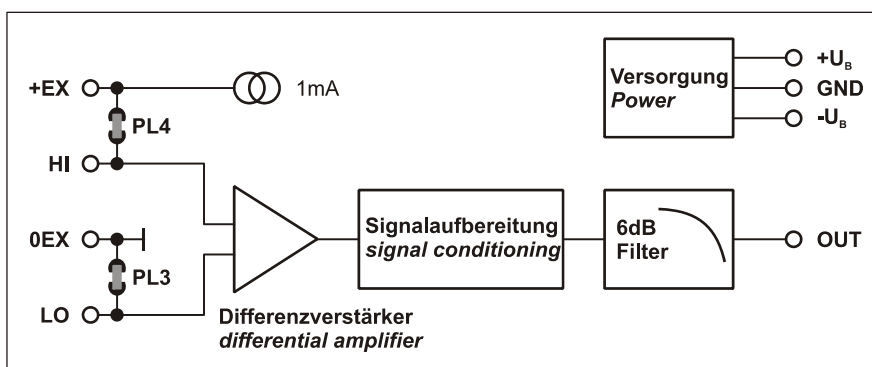 +EX
1mA
PL4
HI
0EX
PL3
LO
Differenzverstärker
differential amplifier
Signalaufbereitung
signal conditioning
6dB
Filter
OUT
Versorgung
Power
+UB
GND
-UB